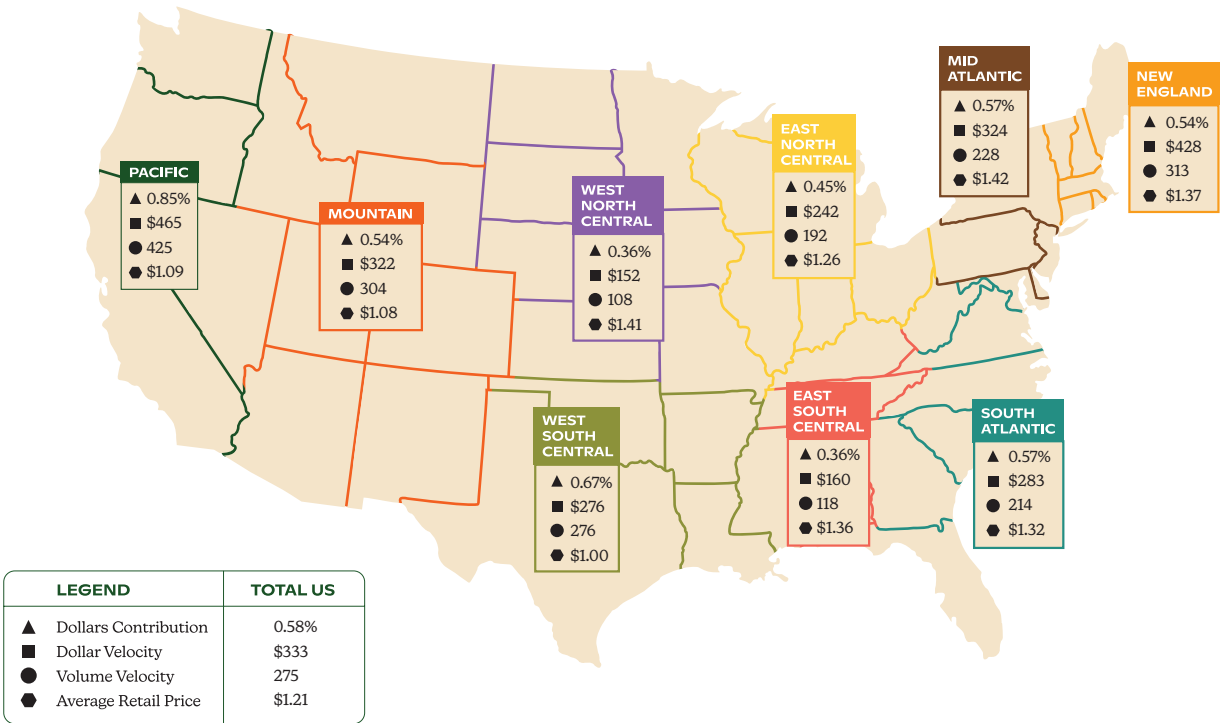 MID
ATLANTIC
▲ 0.57%
■ $324
● 228
⬣ $1.42
NEW
ENGLAND
▲ 0.54%
■ $428
● 313
⬣ $1.37
EAST
NORTH
CENTRAL
▲ 0.45%
■ $242
● 192
⬣ $1.26
PACIFIC
▲ 0.85%
■ $465
● 425
⬣ $1.09
WEST
NORTH
CENTRAL
▲ 0.36%
■ $152
● 108
⬣ $1.41
MOUNTAIN
▲ 0.54%
■ $322
● 304
⬣ $1.08
EAST
SOUTH
CENTRAL
▲ 0.36%
■ $160
● 118
⬣ $1.36
SOUTH
ATLANTIC
▲ 0.57%
■ $283
● 214
⬣ $1.32
WEST
SOUTH
CENTRAL
▲ 0.67%
■ $276
● 276
⬣ $1.00
LEGEND TOTAL US
▲ Dollars Contribution 0.58%
■ Dollar Velocity $333
● Volume Velocity 275
⬣ Average Retail Price $1.21